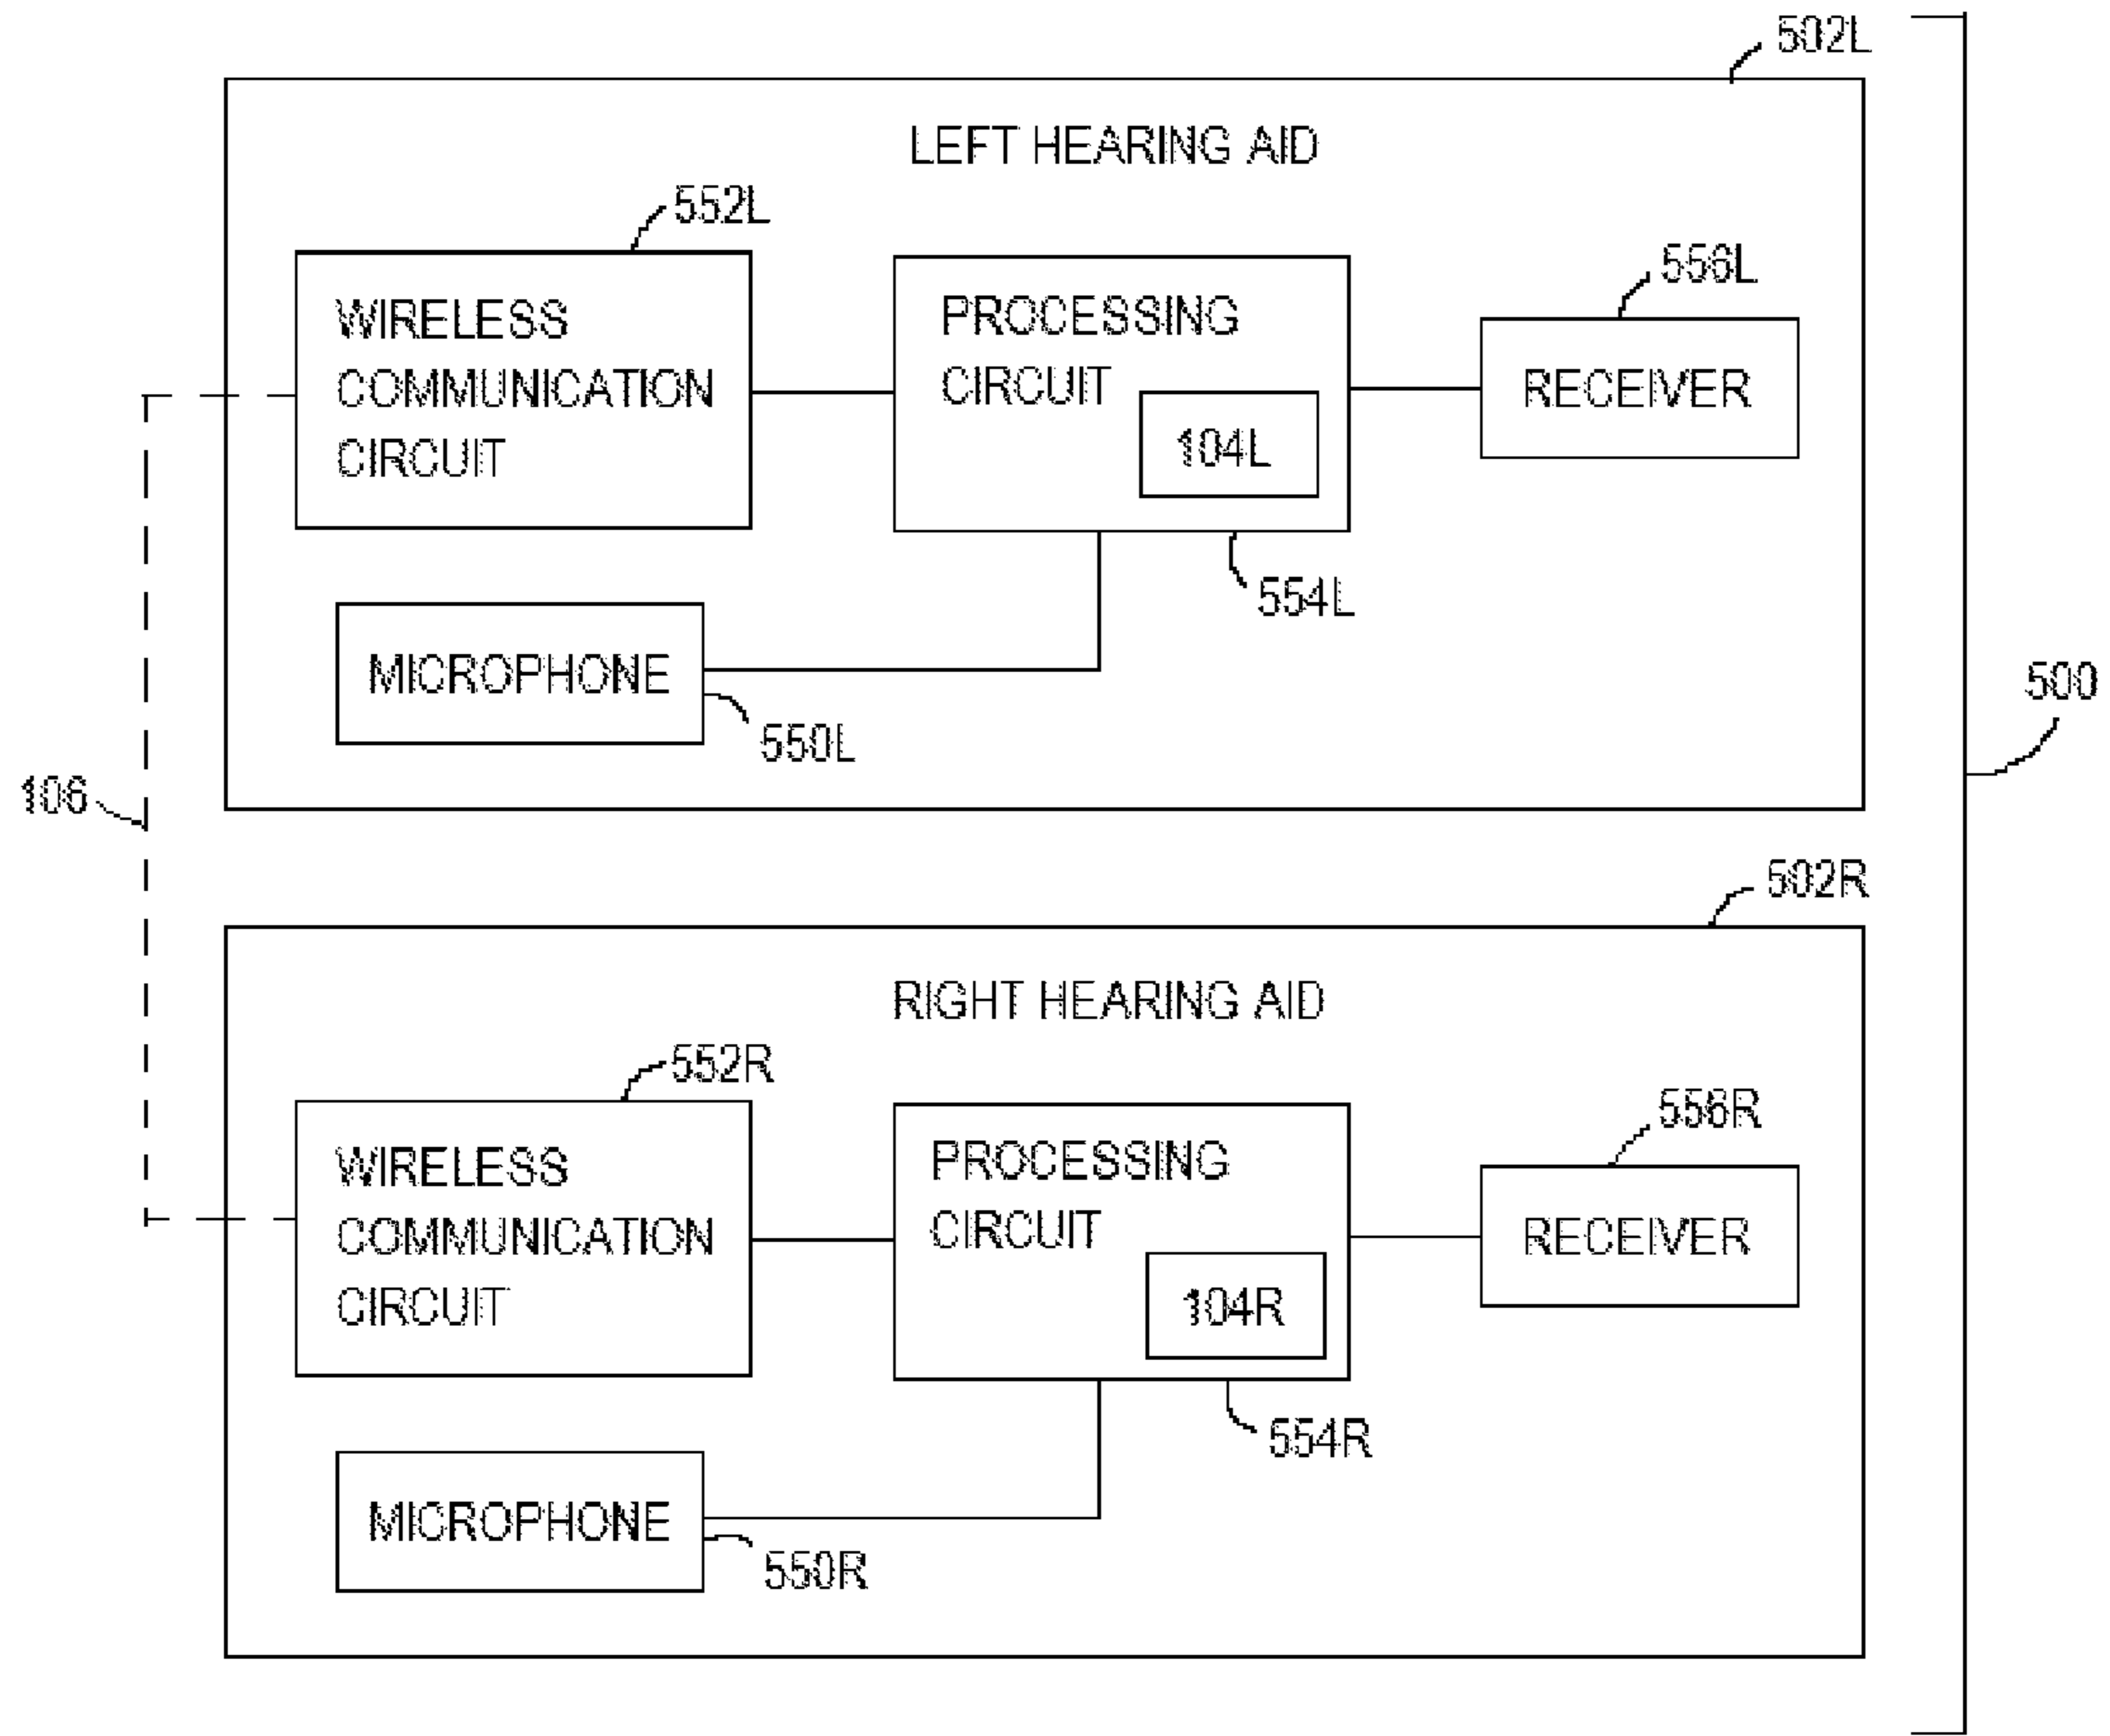 502L
LEFT HEARING AID
552L
556L
WIRELESS
COMMUNICATION
CIRCUIT
PROCESSING
CIRCUIT
104L
RECEIVER
554L
MICROPHONE
550L
500
106
502R
RIGHT HEARING AID
552R
556R
WIRELESS
COMMUNICATION
CIRCUIT
PROCESSING
CIRCUIT
104R
RECEIVER
554R
MICROPHONE
550R